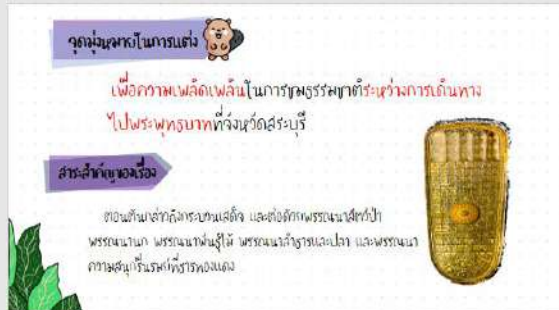 จุดมุ่งหมายในการแต่ง
เพื่อความเพลิดเพลินในการชมธรรมชาติระหว่างการเดินทาง
ไปพระพุทธบาทที่จังหวัดสระบุรี
สาระสำคัญของเรื่อง
ตอนต้นกล่าวถึงกระบวนเสด็จ และต่อด้วยพรรณนาสัตว์ป่า
พรรณนานก พรรณนาพันธุ์ไม้ พรรณนาลำธารและปลา และพรรณนา
ความสนุกรื่นรมย์ที่ธารทองแดง